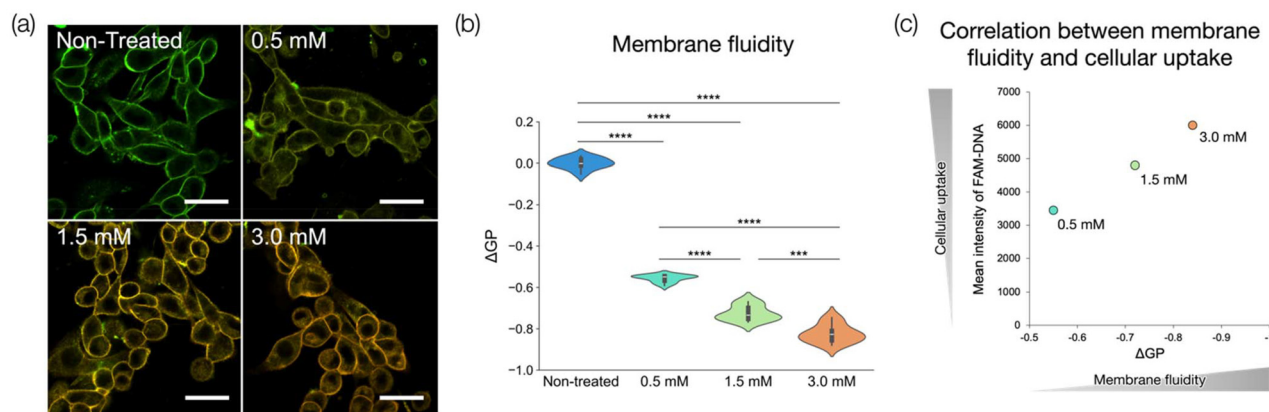 (a)
Non-Treated
0.5 mM
1.5 mM
3.0 mM
(b)
Membrane fluidity
****
****
****
****
****
***
0.2
0.0
−0.2
−0.4
−0.6
−0.8
−1.0
ΔGP
Non-treated
0.5 mM
1.5 mM
3.0 mM
(c)
Correlation between membrane
fluidity and cellular uptake
Cellular uptake
Mean intensity of FAM-DNA
7000
6000
5000
4000
3000
2000
1000
0
3.0 mM
1.5 mM
0.5 mM
-0.5
-0.6
-0.7
-0.8
-0.9
ΔGP
Membrane fluidity